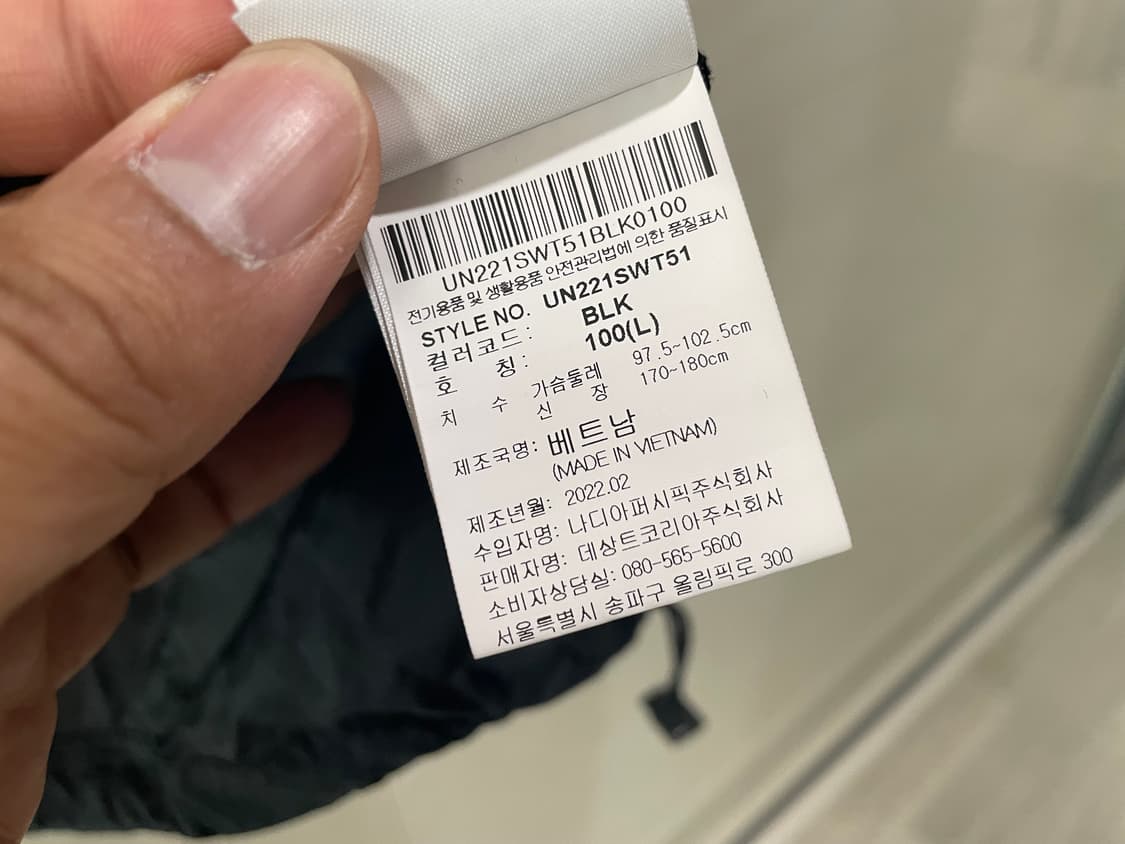 UN221SWT51BLK0100
전기용품 및 생활용품 안전관리법에 의한 품질표시
STYLE NO. UN221SWT51
컬러코드: BLK
호 칭: 100(L)
치 수 가슴둘레 97.5~102.5cm
신 장 170~180cm
제조국명: 베트남
(MADE IN VIETNAM)
제조년월: 2022.02
수입자명: 나디아퍼시픽주식회사
판매자명: 데상트코리아주식회사
소비자상담실: 080-565-5600
서울특별시 송파구 올림픽로 300